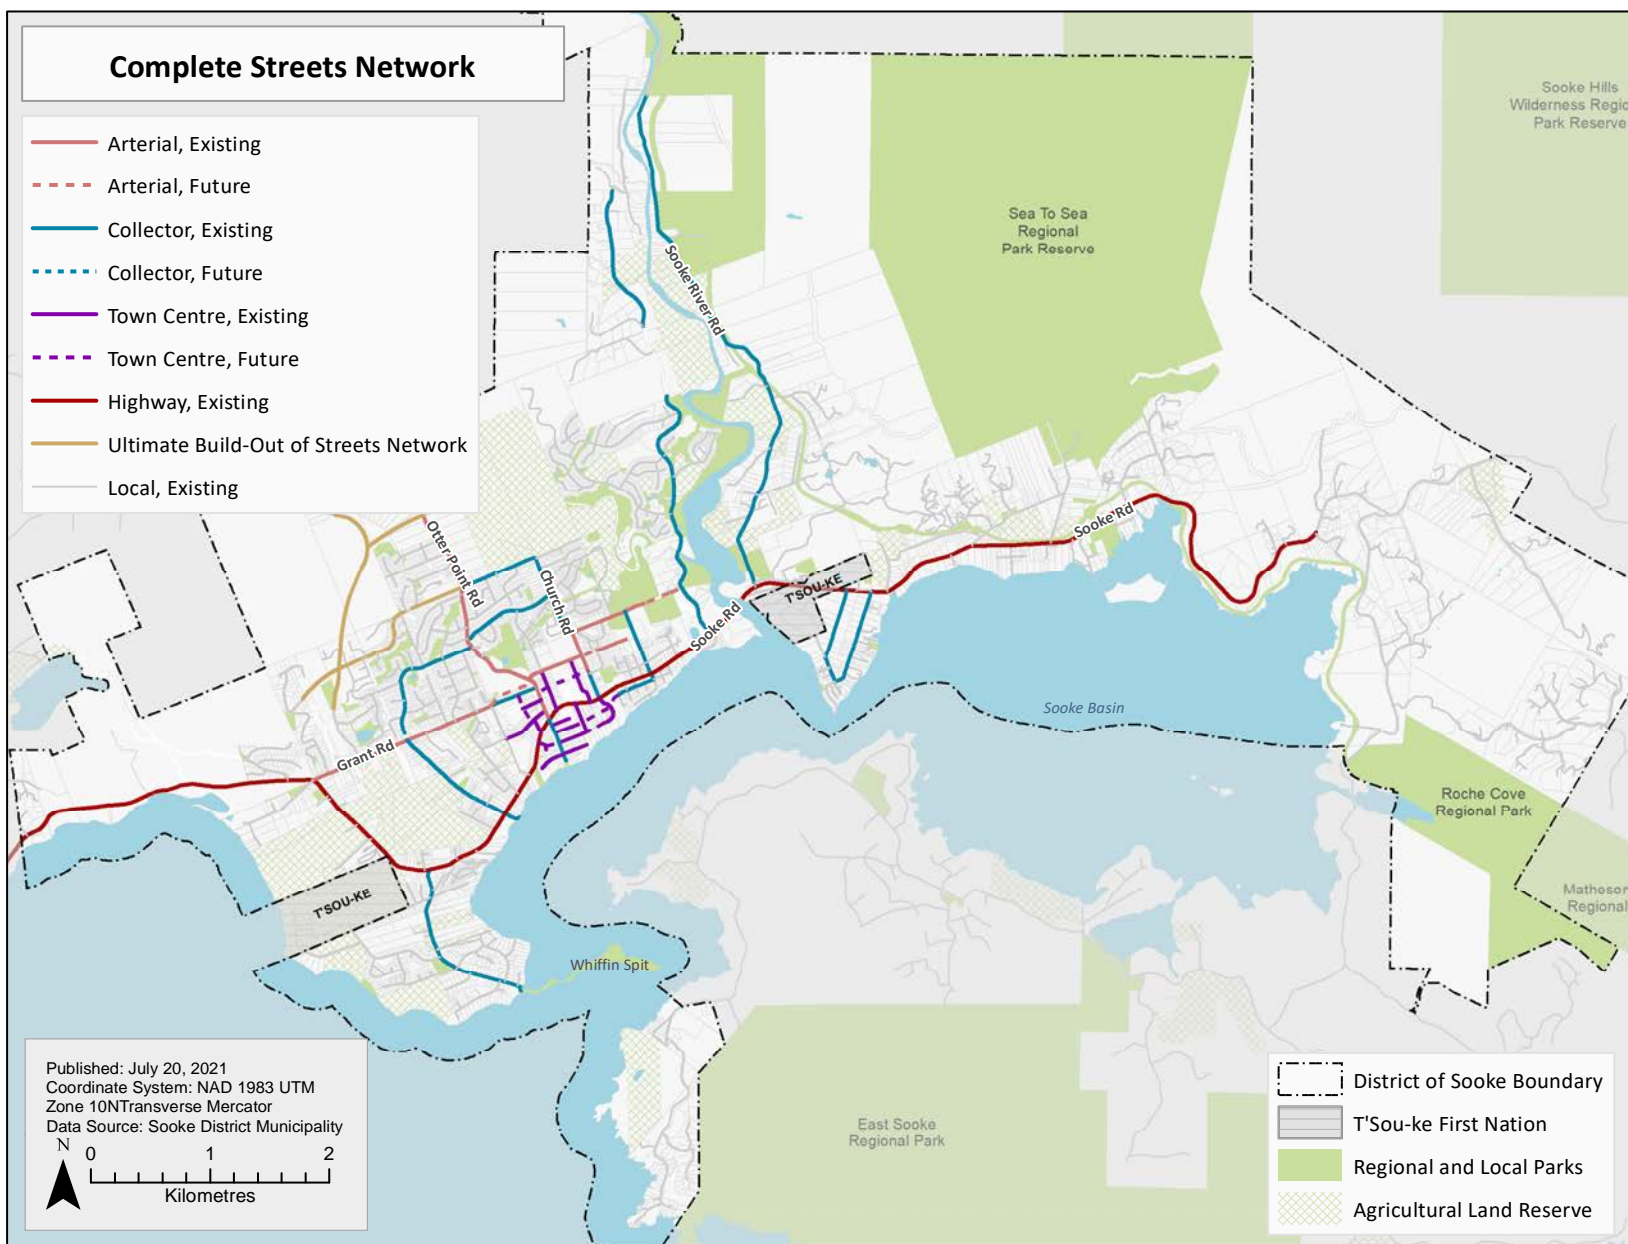 Complete Streets Network
Arterial, Existing
Arterial, Future
Collector, Existing
Collector, Future
Town Centre, Existing
Town Centre, Future
Highway, Existing
Ultimate Build-Out of Streets Network
Local, Existing
Sooke Hills
Wilderness Regio
Park Reserve
Sea To Sea
Regional
Park Reserve
Sooke River Rd
Sooke Rd
Otter Point Rd
Church Rd
T'SOU-KE
Sooke Rd
Sooke Basin
Grant Rd
Roche Cove
Regional Park
T'SOU-KE
Matheson
Regional
Whiffin Spit
East Sooke
Regional Park
Published: July 20, 2021
Coordinate System: NAD 1983 UTM
Zone 10NTransverse Mercator
Data Source: Sooke District Municipality
N
0 1 2
Kilometres
District of Sooke Boundary
T'Sou-ke First Nation
Regional and Local Parks
Agricultural Land Reserve